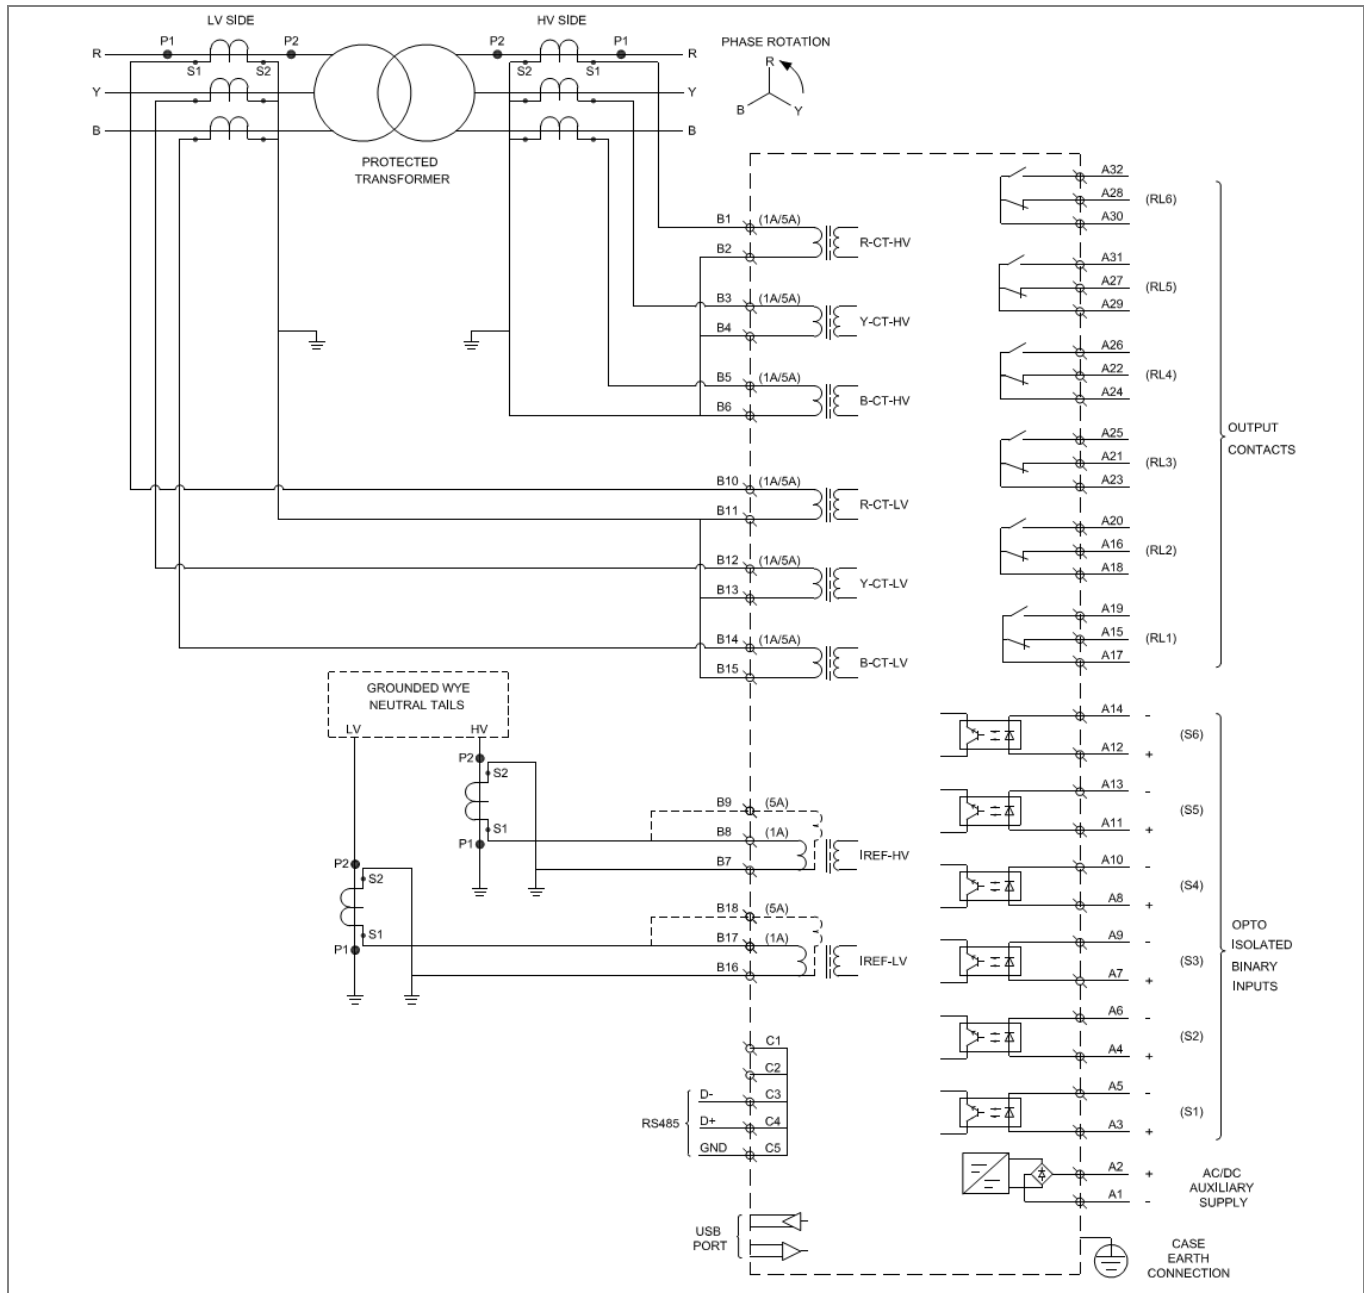 LV SIDE
HV SIDE
P1
P2
P2
P1
R
R
S1
S2
S2
S1
Y
Y
B
B
PROTECTED
TRANSFORMER
PHASE ROTATION
R
B
Y
B1 (1A/5A)
B2
R-CT-HV
B3 (1A/5A)
B4
Y-CT-HV
B5 (1A/5A)
B6
B-CT-HV
B10 (1A/5A)
B11
R-CT-LV
B12 (1A/5A)
B13
Y-CT-LV
B14 (1A/5A)
B15
B-CT-LV
GROUNDED WYE
NEUTRAL TAILS
LV
HV
P2
S2
S1
P1
P2
S2
S1
P1
B9 (5A)
B8 (1A)
B7
IREF-HV
B18 (5A)
B17 (1A)
B16
IREF-LV
C1
C2
D- C3
RS485
D+ C4
GND C5
USB
PORT
A32
A28
(RL6)
A30
A31
A27
(RL5)
A29
A26
A22
(RL4)
A24
A25
A21
(RL3)
A23
A20
A16
(RL2)
A18
A19
A15
(RL1)
A17
OUTPUT
CONTACTS
A14 -
(S6)
A12 +
A13 -
(S5)
A11 +
A10 -
(S4)
A8 +
A9 -
(S3)
A7 +
A6 -
(S2)
A4 +
A5 -
(S1)
A3 +
OPTO
ISOLATED
BINARY
INPUTS
A2 +
A1 -
AC/DC
AUXILIARY
SUPPLY
CASE
EARTH
CONNECTION